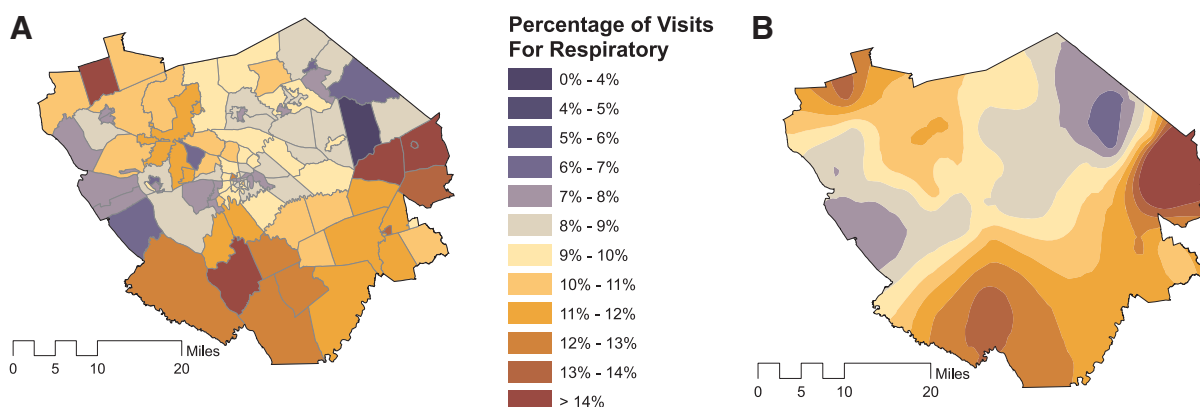 A
Percentage of Visits
For Respiratory
0% - 4%
4% - 5%
5% - 6%
6% - 7%
7% - 8%
8% - 9%
9% - 10%
10% - 11%
11% - 12%
12% - 13%
13% - 14%
> 14%
Miles
0 5 10 20
B
Miles
0 5 10 20